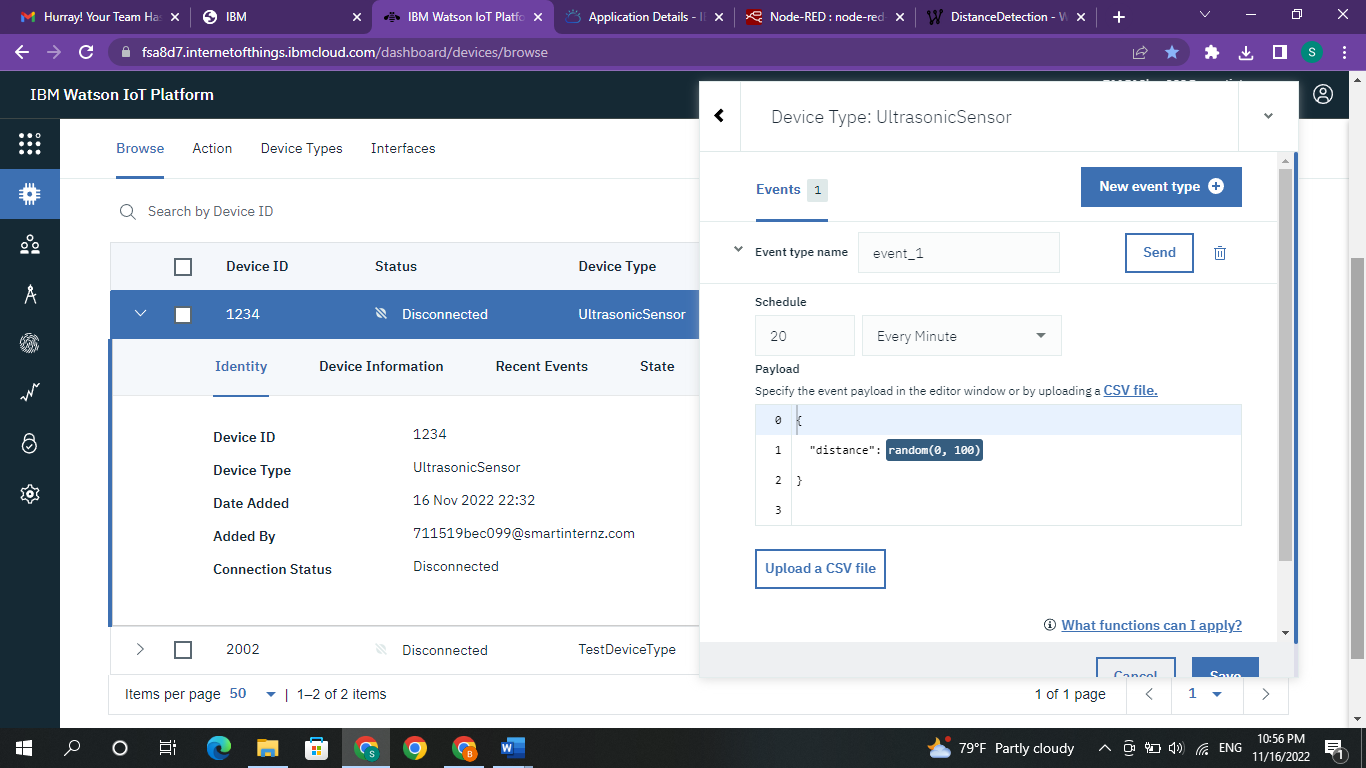 Hurray! Your Team Ha
IBM
IBM Watson IoT Platfo
Application Details - I
Node-RED : node-red
DistanceDetection - W
fsa8d7.internetofthings.ibmcloud.com/dashboard/devices/browse
S
IBM Watson IoT Platform
Device Type: UltrasonicSensor
Browse
Action
Device Types
Interfaces
Events 1
New event type
Search by Device ID
Event type name
event_1
Send
Device ID
Status
Device Type
1234
Disconnected
UltrasonicSensor
Schedule
20
Every Minute
Identity
Device Information
Recent Events
State
Payload
Specify the event payload in the editor window or by uploading a CSV file.
0 {
1 "distance": random(0, 100)
2 }
3
Device ID 1234
Device Type UltrasonicSensor
Date Added 16 Nov 2022 22:32
Added By 711519bec099@smartinternz.com
Connection Status Disconnected
Upload a CSV file
What functions can I apply?
2002
Disconnected
TestDeviceType
Cancel
Save
Items per page 50 | 1–2 of 2 items
1 of 1 page
1
79°F Partly cloudy
ENG
10:56 PM
11/16/2022
1